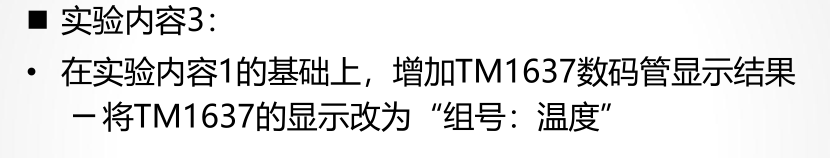 ■ 实验内容3：
• 在实验内容1的基础上，增加TM1637数码管显示结果
－将TM1637的显示改为“组号：温度”